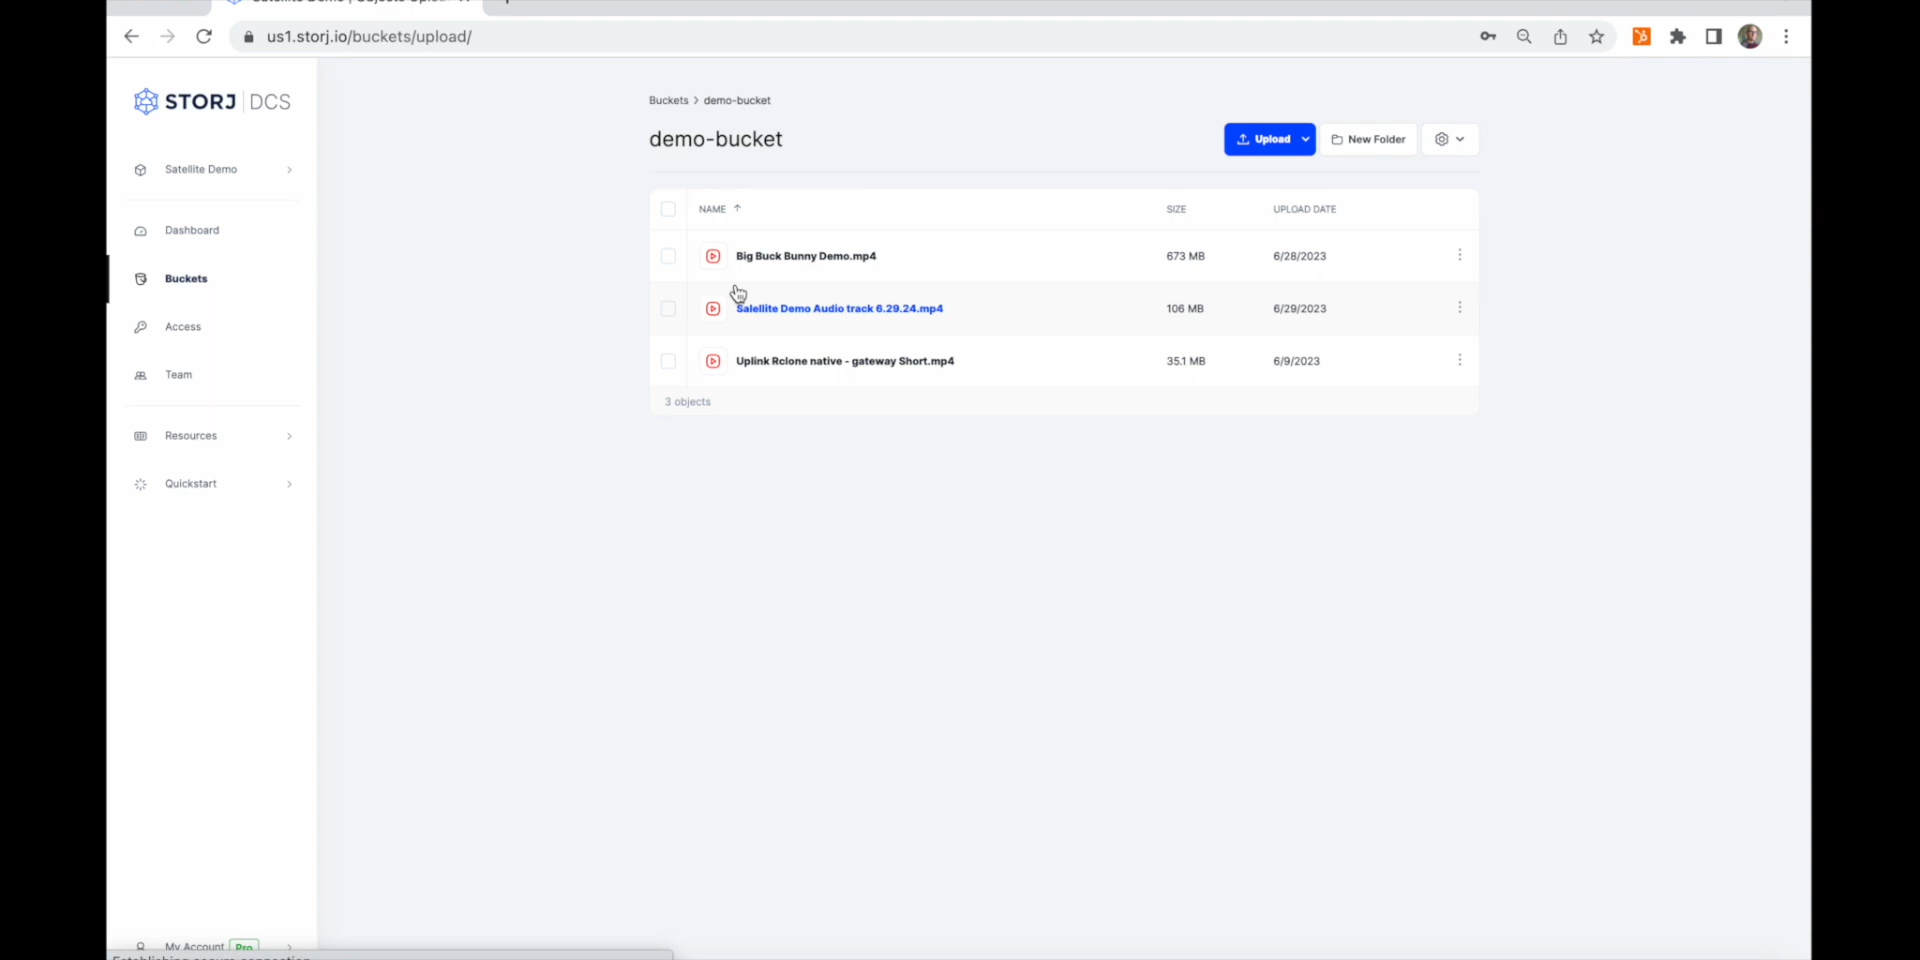 us1.storj.io/buckets/upload/
STORJ DCS
Satellite Demo
Dashboard
Buckets
Access
Team
Resources
Quickstart
My Account Pro
Buckets > demo-bucket
demo-bucket
Upload
New Folder
NAME SIZE UPLOAD DATE
Big Buck Bunny Demo.mp4 673 MB 6/28/2023
Salellite Demo Audio track 6.29.24.mp4 106 MB 6/29/2023
Uplink Rclone native - gateway Short.mp4 35.1 MB 6/9/2023
3 objects